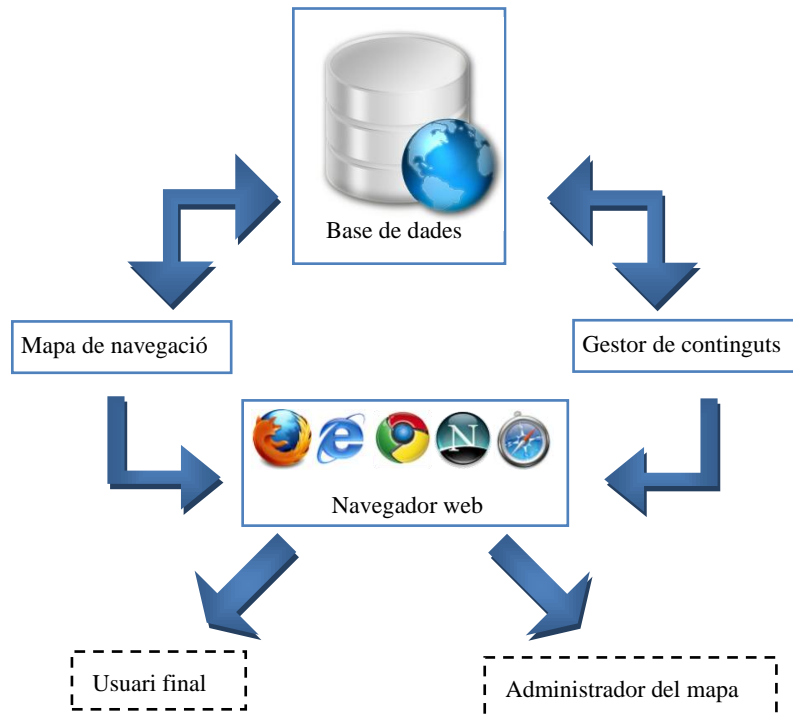 Base de dades
Mapa de navegació
Gestor de continguts
N
Navegador web
Usuari final
Administrador del mapa